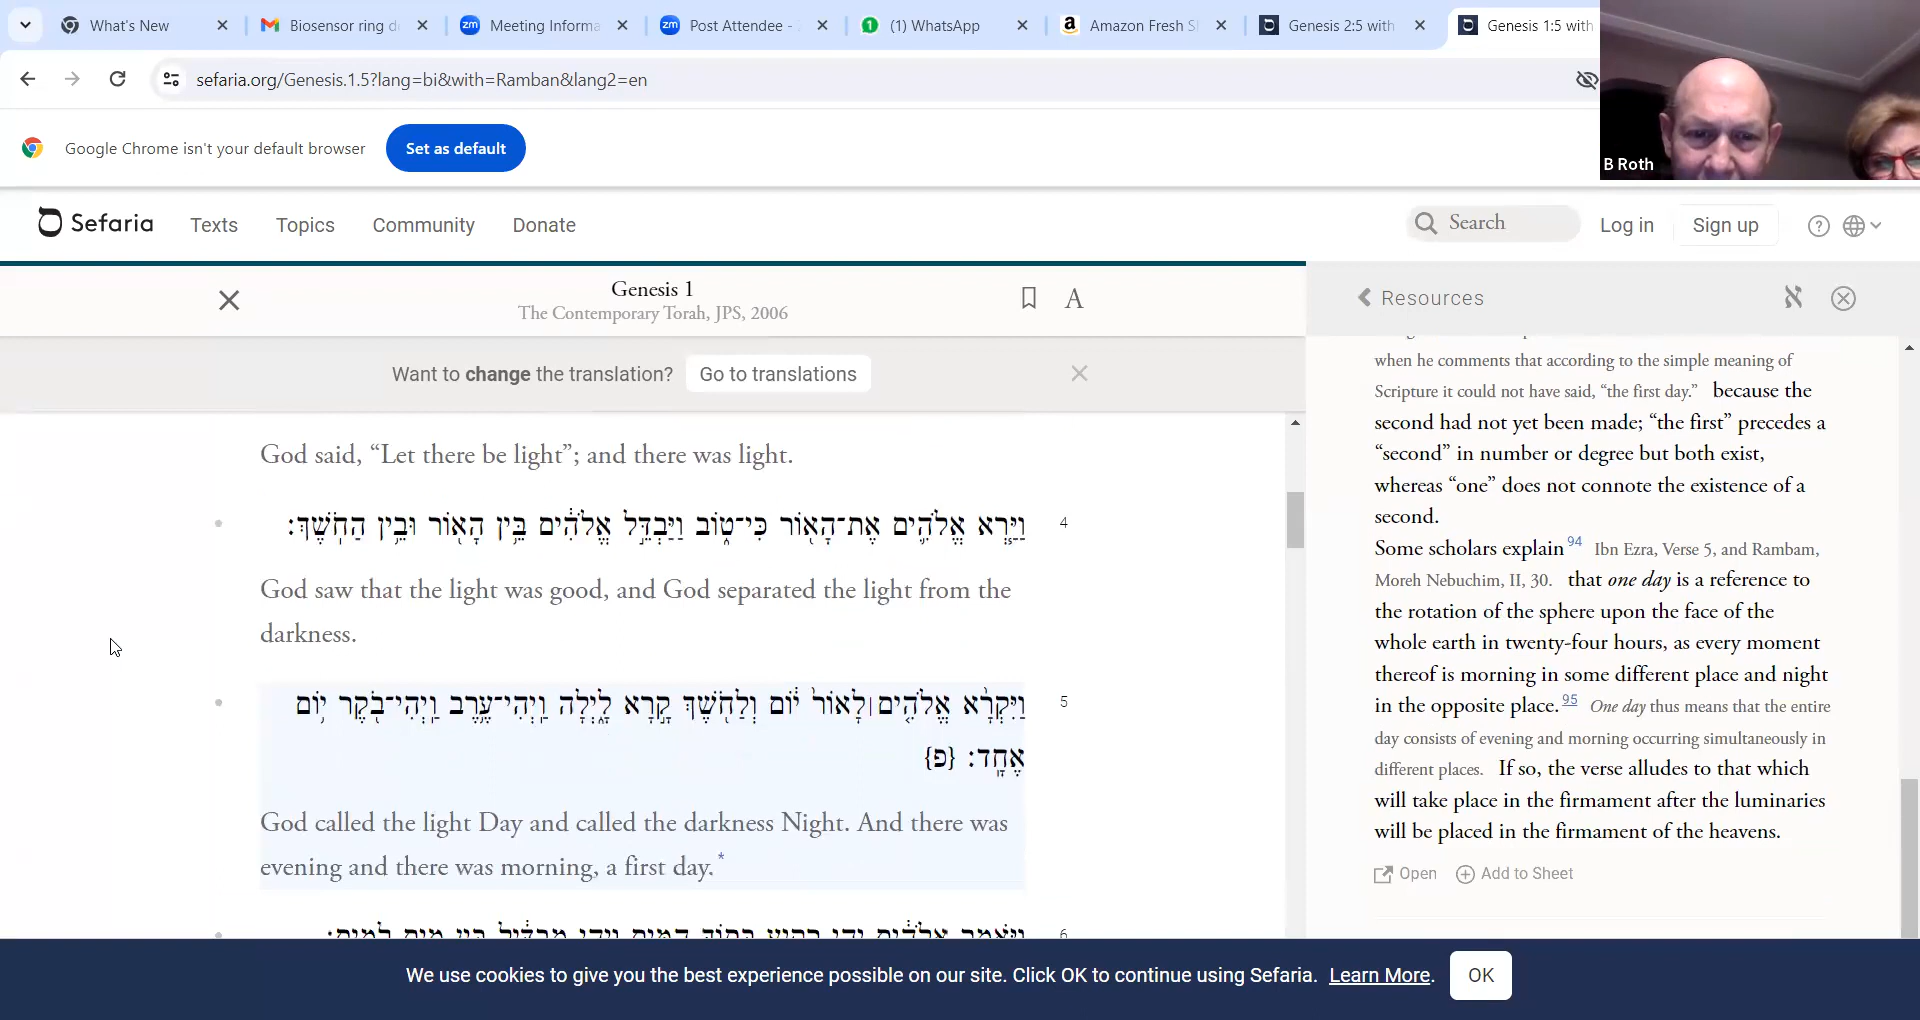 What's New
Biosensor ring d
Meeting Informa
Post Attendee -
(1) WhatsApp
Amazon Fresh S
Genesis 2:5 with
Genesis 1:5 with
sefaria.org/Genesis.1.5?lang=bi&with=Ramban&lang2=en
Google Chrome isn't your default browser
Set as default
B Roth
Sefaria
Texts
Topics
Community
Donate
Search
Log in
Sign up
Genesis 1
The Contemporary Torah, JPS, 2006
Want to change the translation?
Go to translations
God said, “Let there be light”; and there was light.
וַיַּ֧רְא אֱלֹהִ֛ים אֶת־הָא֖וֹר כִּי־ט֑וֹב וַיַּבְדֵּ֣ל אֱלֹהִ֔ים בֵּ֥ין הָא֖וֹר וּבֵ֥ין הַחֹֽשֶׁךְ׃
4
God saw that the light was good, and God separated the light from the
darkness.
וַיִּקְרָ֨א אֱלֹהִ֤ים ׀ לָאוֹר֙ י֔וֹם וְלַחֹ֖שֶׁךְ קָ֣רָא לָ֑יְלָה וַֽיְהִי־עֶ֥רֶב וַֽיְהִי־בֹ֖קֶר י֥וֹם
5
אֶחָֽד׃ {פ}
God called the light Day and called the darkness Night. And there was
evening and there was morning, a first day.*
Resources
when he comments that according to the simple meaning of
Scripture it could not have said, “the first day.” because the
second had not yet been made; “the first” precedes a
“second” in number or degree but both exist,
whereas “one” does not connote the existence of a
second.
Some scholars explain 94 Ibn Ezra, Verse 5, and Rambam,
Moreh Nebuchim, II, 30. that one day is a reference to
the rotation of the sphere upon the face of the
whole earth in twenty-four hours, as every moment
thereof is morning in some different place and night
in the opposite place. 95 One day thus means that the entire
day consists of evening and morning occurring simultaneously in
different places. If so, the verse alludes to that which
will take place in the firmament after the luminaries
will be placed in the firmament of the heavens.
Open
Add to Sheet
We use cookies to give you the best experience possible on our site. Click OK to continue using Sefaria. Learn More.
OK